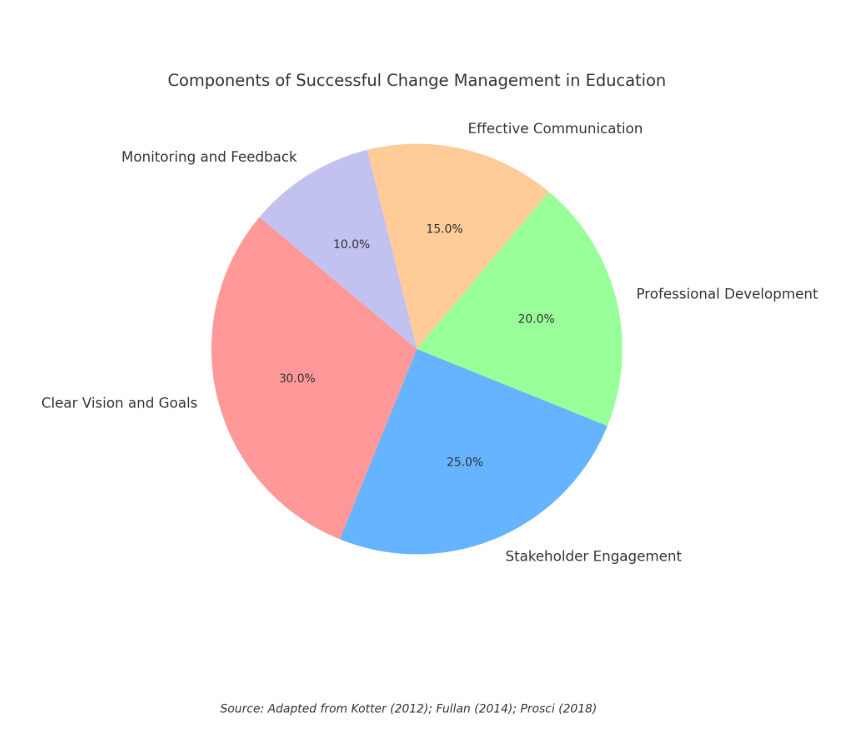 Components of Successful Change Management in Education
Effective Communication
Monitoring and Feedback
15.0%
10.0%
Professional Development
20.0%
30.0%
Clear Vision and Goals
25.0%
Stakeholder Engagement
Source: Adapted from Kotter (2012); Fullan (2014); Prosci (2018)